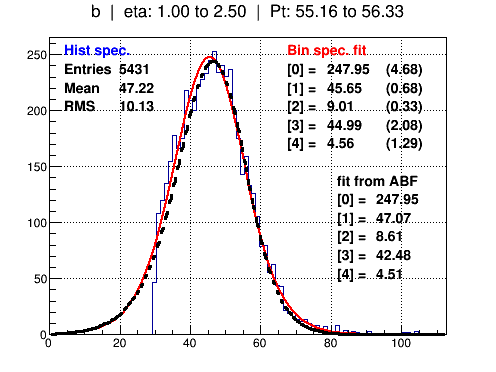 b | eta: 1.00 to 2.50 | Pt: 55.16 to 56.33
Hist spec.
Entries 5431
Mean 47.22
RMS 10.13
Bin spec. fit
[0] = 247.95 (4.68)
[1] = 45.65 (0.68)
[2] = 9.01 (0.33)
[3] = 44.99 (2.08)
[4] = 4.56 (1.29)
fit from ABF
[0] = 247.95
[1] = 47.07
[2] = 8.61
[3] = 42.48
[4] = 4.51
250
200
150
100
50
0
0 20 40 60 80 100